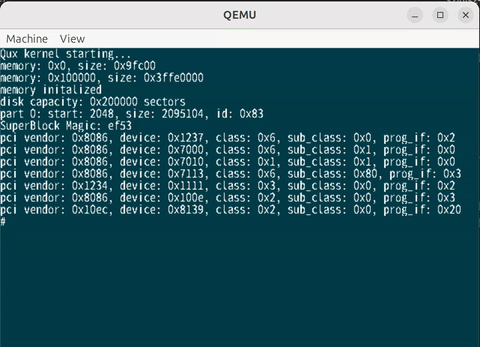 QEMU
Machine View
Qux kernel starting...
memory: 0x0, size: 0x9fc00
memory: 0x100000, size: 0x3ffe0000
memory initalized
disk capacity: 0x200000 sectors
part 0: start: 2048, size: 2095104, id: 0x83
SuperBlock Magic: ef53
pci vendor: 0x8086, device: 0x1237, class: 0x6, sub_class: 0x0, prog_if: 0x2
pci vendor: 0x8086, device: 0x7000, class: 0x6, sub_class: 0x1, prog_if: 0x0
pci vendor: 0x8086, device: 0x7010, class: 0x1, sub_class: 0x1, prog_if: 0x0
pci vendor: 0x8086, device: 0x7113, class: 0x6, sub_class: 0x80, prog_if: 0x3
pci vendor: 0x1234, device: 0x1111, class: 0x3, sub_class: 0x0, prog_if: 0x2
pci vendor: 0x8086, device: 0x100e, class: 0x2, sub_class: 0x0, prog_if: 0x3
pci vendor: 0x10ec, device: 0x8139, class: 0x2, sub_class: 0x0, prog_if: 0x20
#